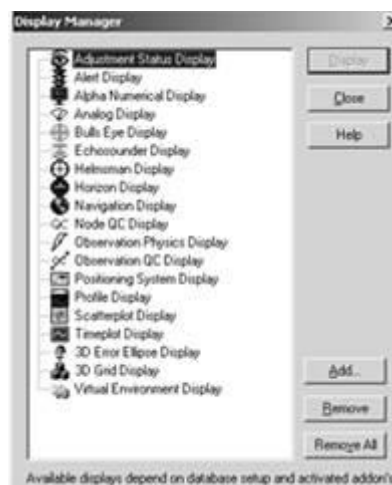 Display Manager
Adjustment Status Display
Alert Display
Alpha Numerical Display
Analog Display
Bulls Eye Display
Echosounder Display
Helmsman Display
Horizon Display
Navigation Display
Node QC Display
Observation Physics Display
Observation QC Display
Positioning System Display
Profile Display
Scatterplot Display
Timeplot Display
3D Error Ellipse Display
3D Grid Display
Virtual Environment Display
Display
Close
Help
Add...
Remove
Remove All
Available displays depend on database setup and activated addon